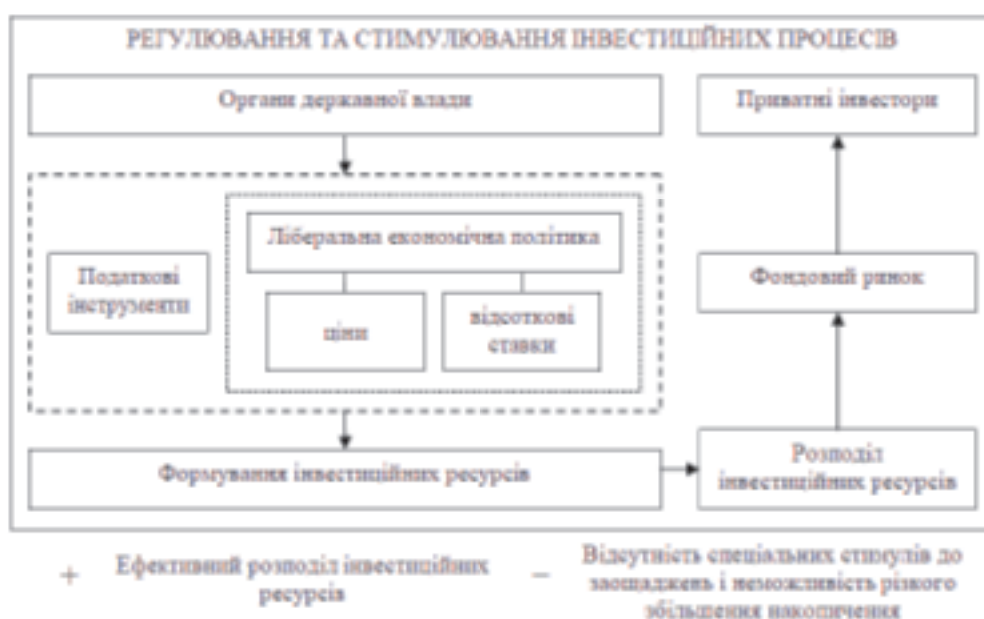 РЕГУЛЮВАННЯ ТА СТИМУЛЮВАННЯ ІНВЕСТИЦІЙНИХ ПРОЦЕСІВ
Органи державної влади
Приватні інвестори
Ліберальна економічна політика
Податкові
інструменти
ціни
відсоткові
ставки
Фондовий ринок
Формування інвестиційних ресурсів
Розподіл
інвестиційних ресурсів
+ Ефективний розподіл інвестиційних
ресурсів
– Відсутність спеціальних стимулів до
заощаджень і неможливість різкого
збільшення накопичення